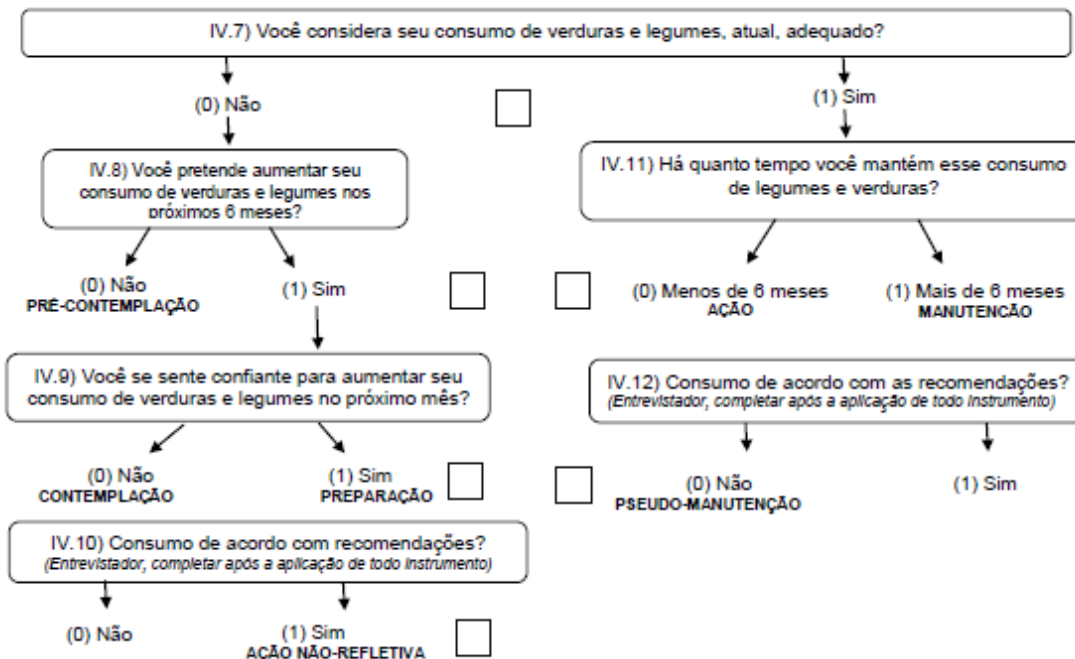 IV.7) Você considera seu consumo de verduras e legumes, atual, adequado?
(0) Não
(1) Sim
IV.8) Você pretende aumentar seu
consumo de verduras e legumes nos
próximos 6 meses?
(0) Não
PRÉ-CONTEMPLAÇÃO
(1) Sim
IV.11) Há quanto tempo você mantém esse consumo
de legumes e verduras?
(0) Menos de 6 meses
AÇÃO
(1) Mais de 6 meses
MANUTENCÃO
IV.9) Você se sente confiante para aumentar seu
consumo de verduras e legumes no próximo mês?
(0) Não
CONTEMPLAÇÃO
(1) Sim
PREPARAÇÃO
IV.12) Consumo de acordo com as recomendações?
(Entrevistador, completar após a aplicação de todo instrumento)
(0) Não
PSEUDO-MANUTENÇÃO
(1) Sim
IV.10) Consumo de acordo com recomendações?
(Entrevistador, completar após a aplicação de todo instrumento)
(0) Não
(1) Sim
AÇÃO NÃO-REFLETIVA